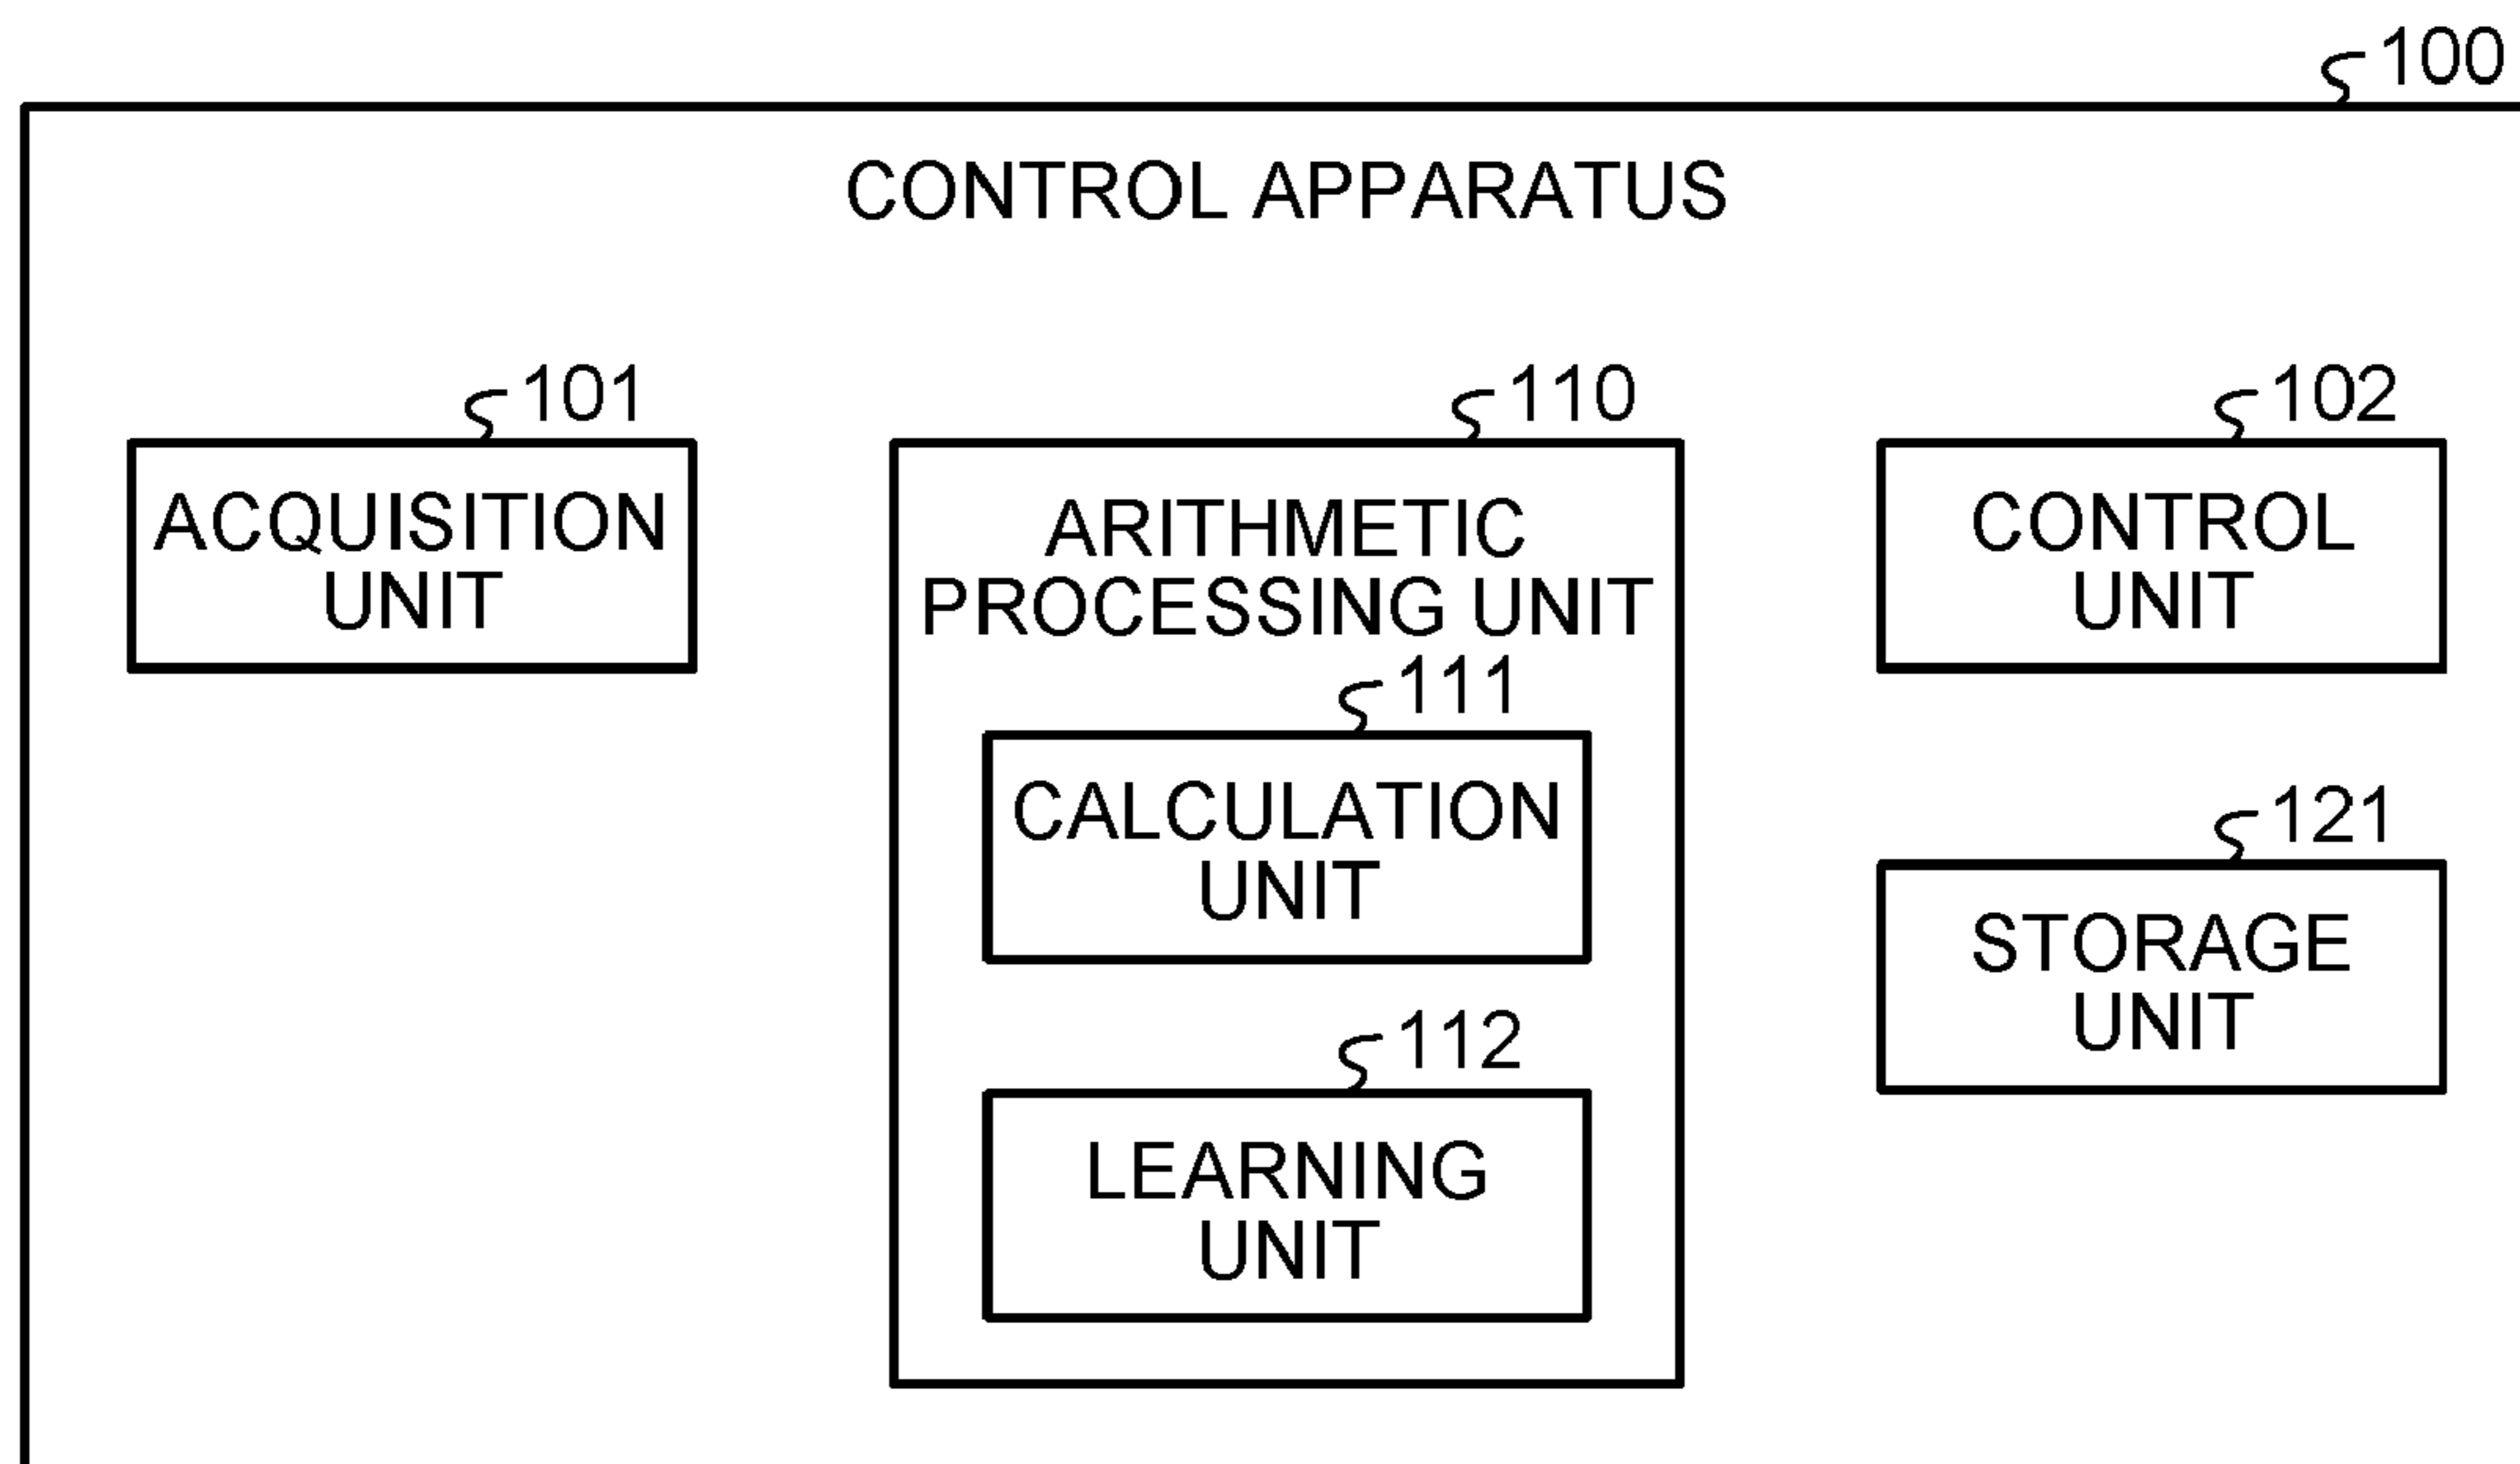 100
CONTROL APPARATUS
101
ACQUISITION
UNIT
110
ARITHMETIC
PROCESSING UNIT
111
CALCULATION
UNIT
112
LEARNING
UNIT
102
CONTROL
UNIT
121
STORAGE
UNIT